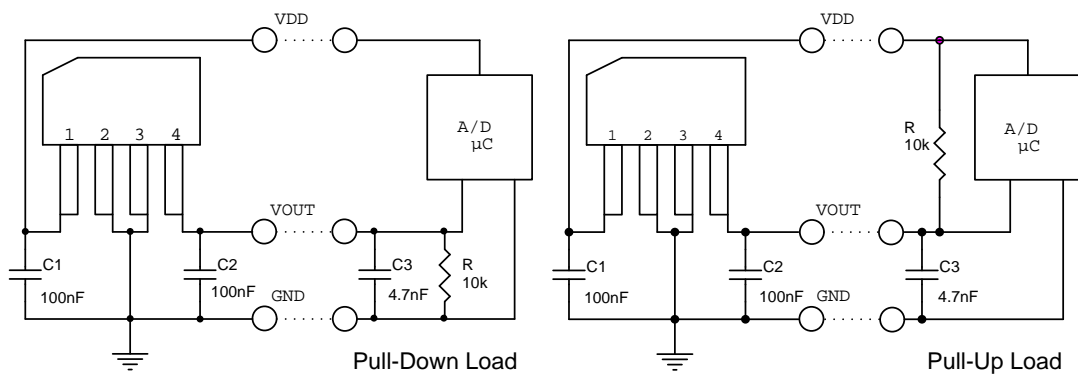 VDD
1 2 3 4
A/D
µC
VOUT
C1
100nF
C2
100nF
C3
4.7nF
R
10k
GND
Pull-Down Load
VDD
1 2 3 4
R
10k
A/D
µC
VOUT
C1
100nF
C2
100nF
C3
4.7nF
GND
Pull-Up Load